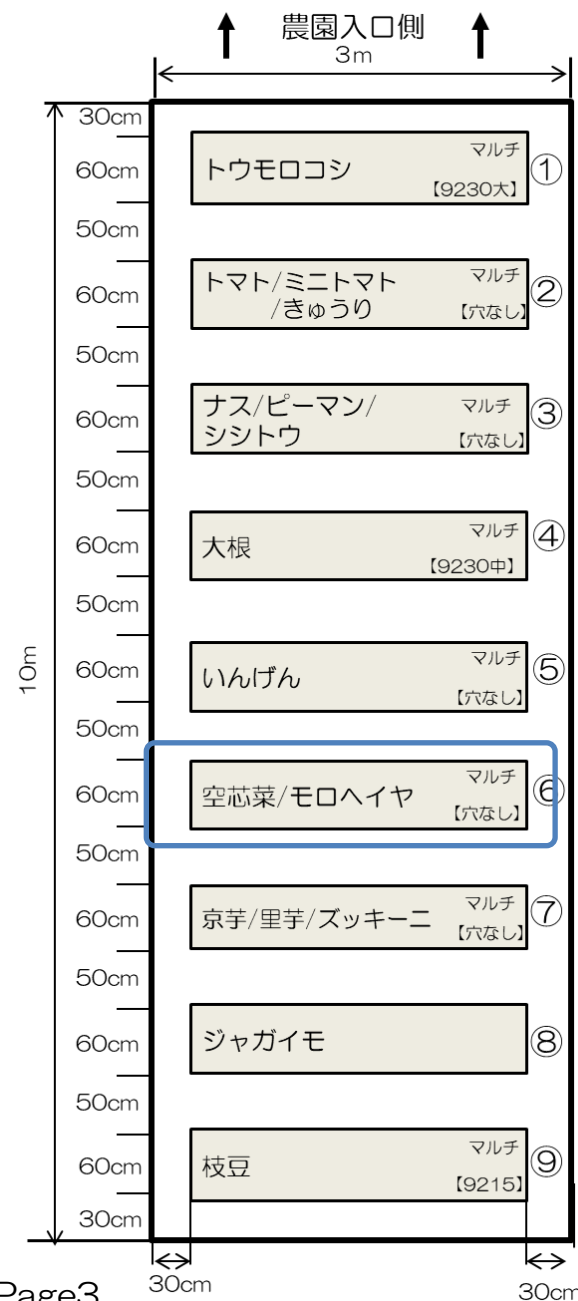 農園入口側
3m
30cm
60cm
トウモロコシ
マルチ
【9230大】
①
50cm
60cm
トマト/ミニトマト
/きゅうり
マルチ
【穴なし】
②
50cm
60cm
ナス/ピーマン/
シシトウ
マルチ
【穴なし】
③
50cm
60cm
大根
マルチ
【9230中】
④
50cm
10m
60cm
いんげん
マルチ
【穴なし】
⑤
50cm
60cm
空芯菜/モロヘイヤ
マルチ
【穴なし】
⑥
50cm
60cm
京芋/里芋/ズッキーニ
マルチ
【穴なし】
⑦
50cm
60cm
ジャガイモ
⑧
50cm
60cm
枝豆
マルチ
【9215】
⑨
30cm
30cm
30cm
Page3